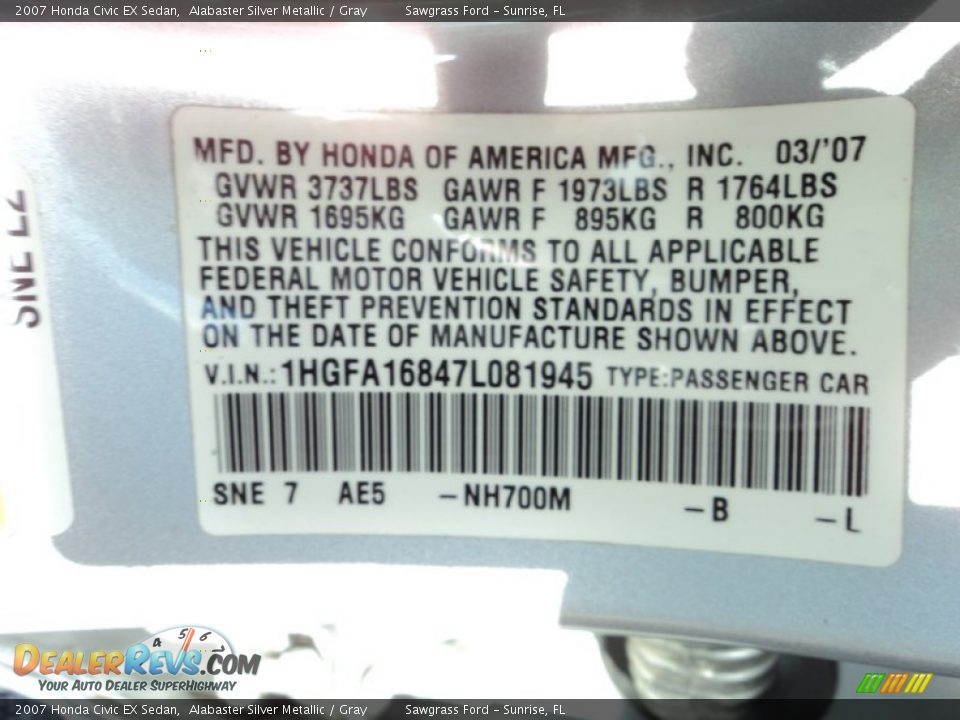 2007 Honda Civic EX Sedan, Alabaster Silver Metallic / Gray Sawgrass Ford - Sunrise, FL
MFD. BY HONDA OF AMERICA MFG., INC. 03/'07
GVWR 3737LBS GAWR F 1973LBS R 1764LBS
GVWR 1695KG GAWR F 895KG R 800KG
THIS VEHICLE CONFORMS TO ALL APPLICABLE
FEDERAL MOTOR VEHICLE SAFETY, BUMPER,
AND THEFT PREVENTION STANDARDS IN EFFECT
ON THE DATE OF MANUFACTURE SHOWN ABOVE.
V.I.N.: 1HGFA16847L081945 TYPE:PASSENGER CAR
SNE 7 AE5 -NH700M -B -L
4 5 6
DEALERREVS.COM
YOUR AUTO DEALER SUPERHIGHWAY
2007 Honda Civic EX Sedan, Alabaster Silver Metallic / Gray Sawgrass Ford - Sunrise, FL